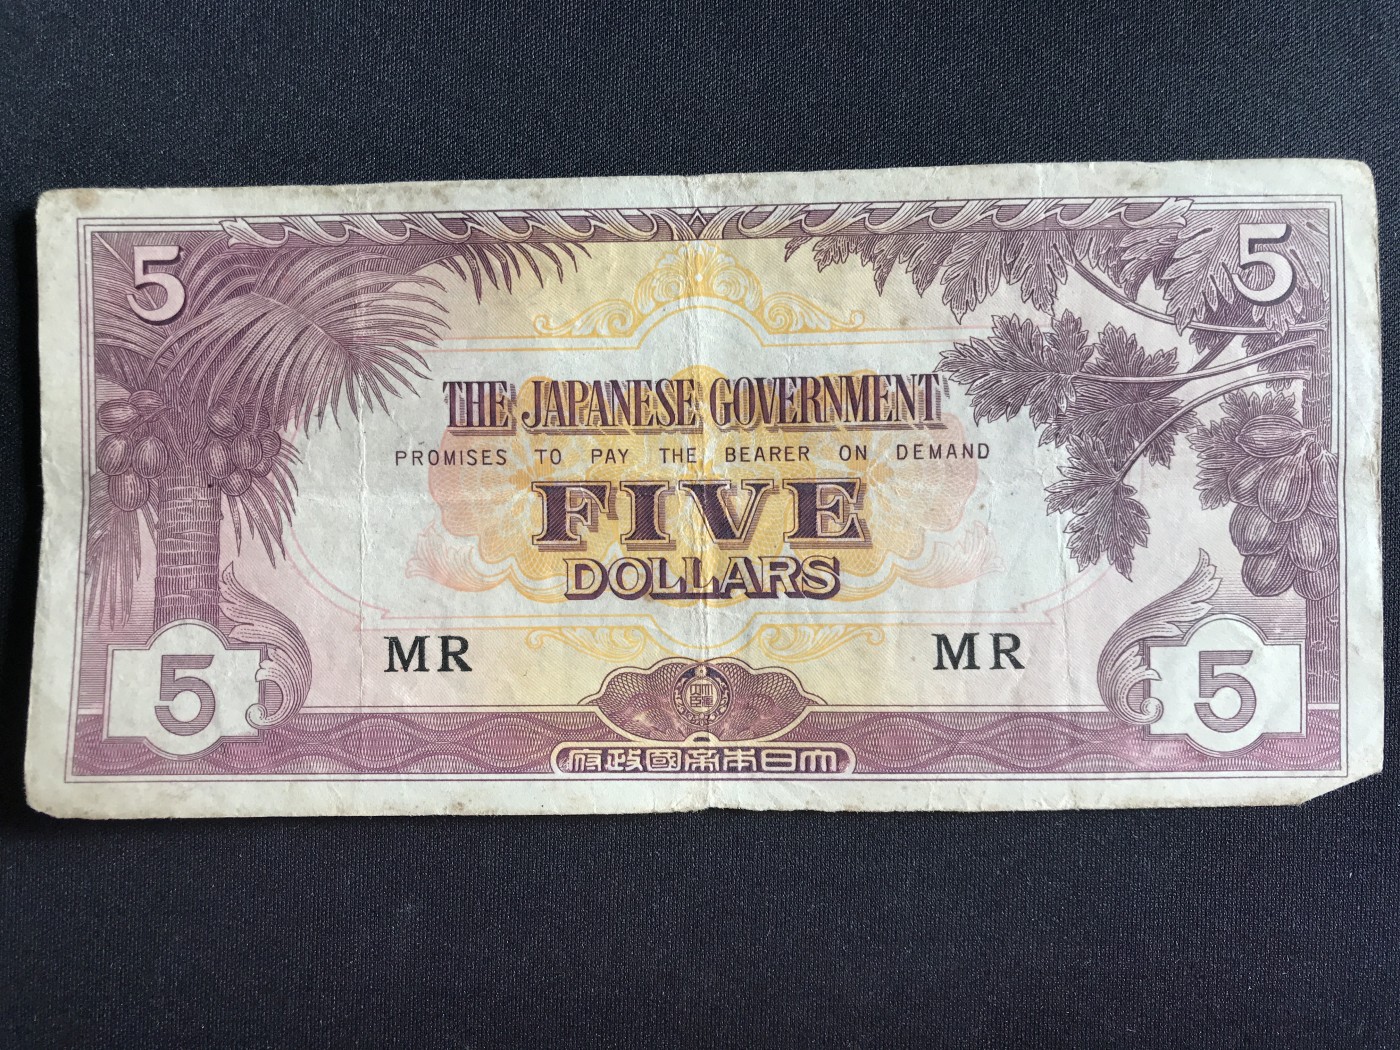 5 5
THE JAPANESE GOVERNMENT
PROMISES TO PAY THE BEARER ON DEMAND
FIVE
DOLLARS
MR MR
5 5
府政國帝本日大